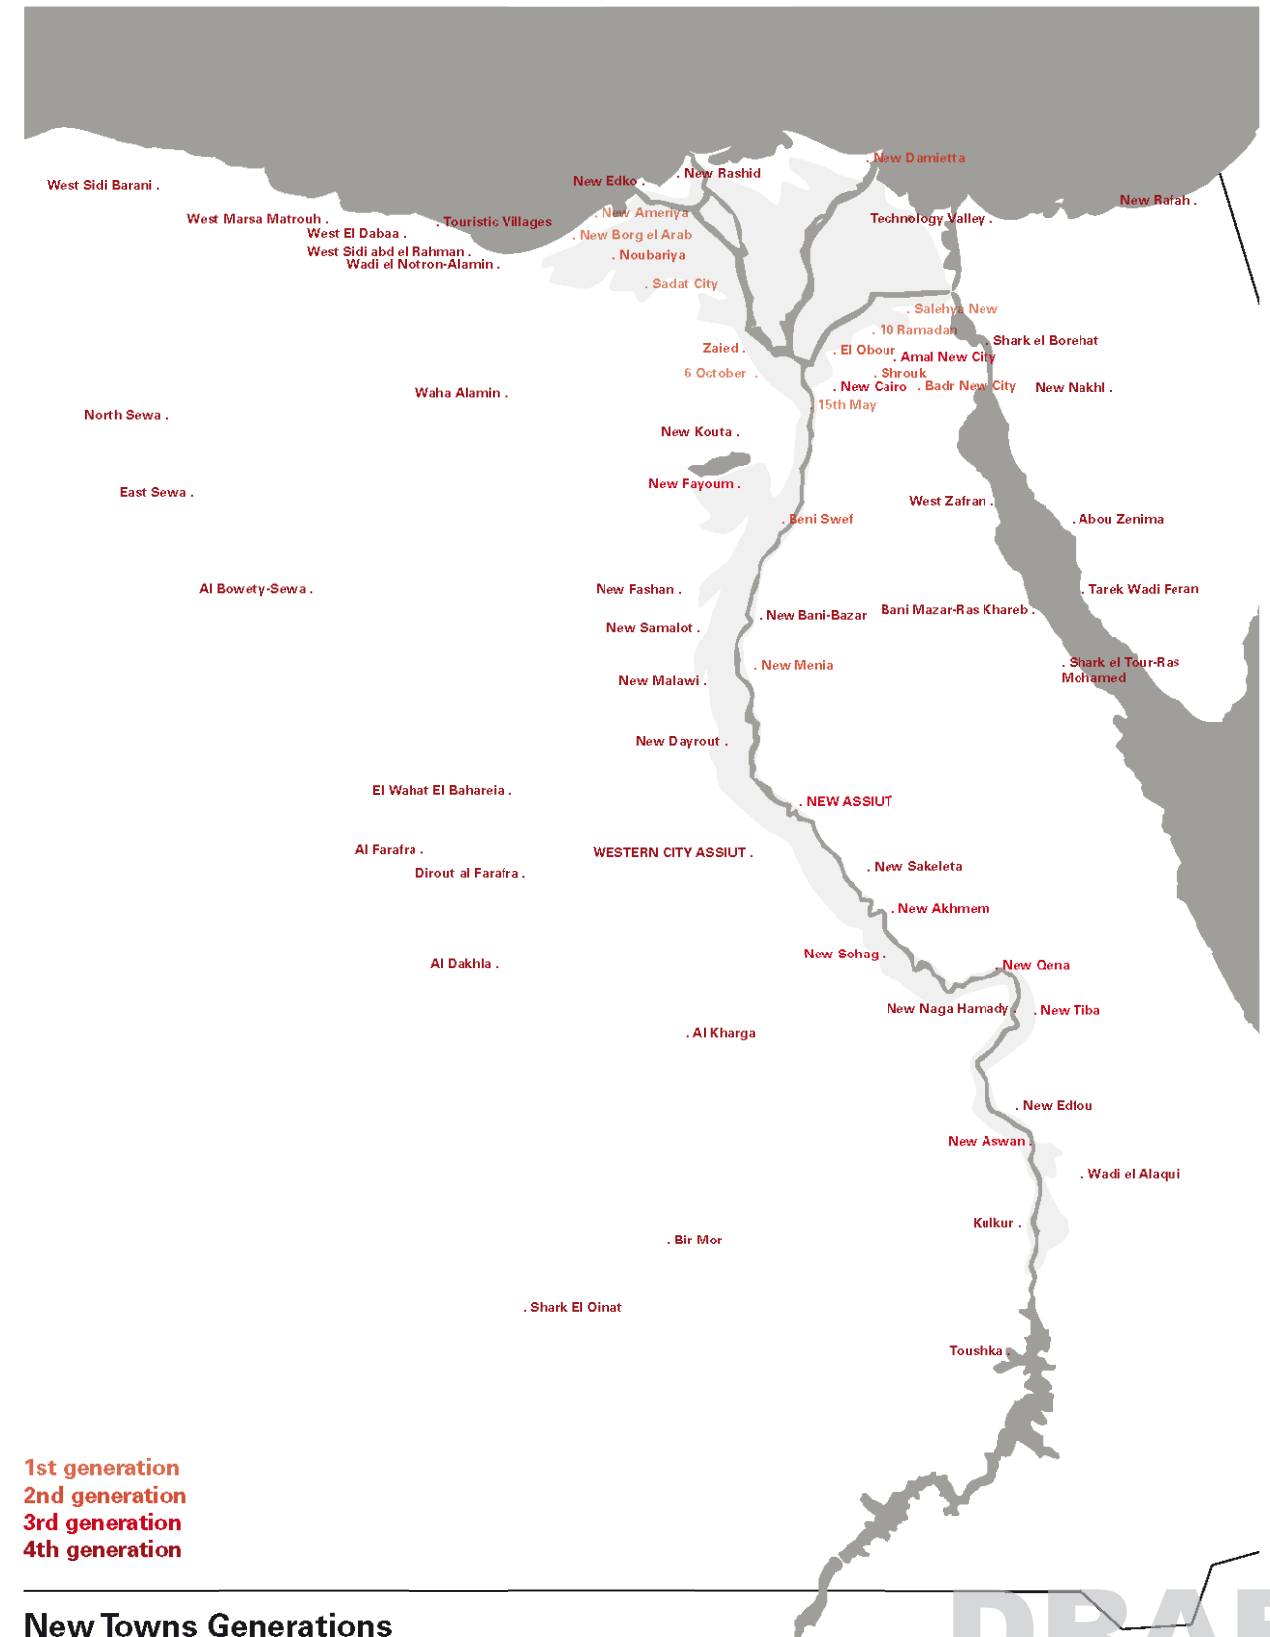 . New Damietta
. New Rashid
New Edko .
West Sidi Barani .
New Rafah .
. New Ameriya
West Marsa Matrouh .
. Touristic Villages
Technology Valley .
West El Dabaa .
. New Borg el Arab
West Sidi abd el Rahman .
. Noubariya
Wadi el Notron-Alamin .
. Sadat City
. Salehya New
. 10 Ramadan
. Shark el Borehat
Zaied .
. El Obour
. Amal New City
6 October .
. Shrouk
. New Cairo
. Badr New City
New Nakhl .
Waha Alamin .
. 15th May
North Sewa .
New Kouta .
New Fayoum .
East Sewa .
West Zafran .
. Beni Swef
. Abou Zenima
Al Bowety-Sewa .
New Fashan .
. Tarek Wadi Feran
. New Bani-Bazar
Bani Mazar-Ras Khareb .
New Samalot .
. New Menia
. Shark el Tour-Ras
Mohamed
New Malawi .
New Dayrout .
El Wahat El Bahareia .
. NEW ASSIUT
Al Farafra .
WESTERN CITY ASSIUT .
Dirout al Farafra .
. New Sakeleta
. New Akhmem
New Sohag .
Al Dakhla .
. New Qena
New Naga Hamady .
. New Tiba
. Al Kharga
. New Edfou
New Aswan .
. Wadi el Alaqui
Kulkur .
. Bir Mor
. Shark El Oinat
Toushka .
1st generation
2nd generation
3rd generation
4th generation
New Towns Generations